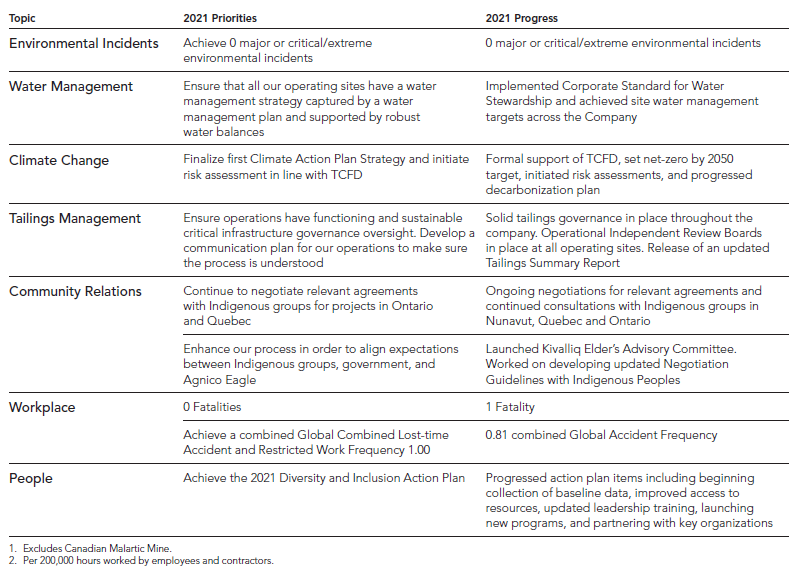 Topic 2021 Priorities 2021 Progress
Environmental Incidents Achieve 0 major or critical/extreme 0 major or critical/extreme environmental incidents
environmental incidents
Water Management Ensure that all our operating sites have a water Implemented Corporate Standard for Water
management strategy captured by a water Stewardship and achieved site water management
management plan and supported by robust targets across the Company
water balances
Climate Change Finalize first Climate Action Plan Strategy and initiate Formal support of TCFD, set net-zero by 2050
risk assessment in line with TCFD target, initiated risk assessments, and progressed
decarbonization plan
Tailings Management Ensure operations have functioning and sustainable Solid tailings governance in place throughout the
critical infrastructure governance oversight. Develop a company. Operational Independent Review Boards
communication plan for our operations to make sure in place at all operating sites. Release of an updated
the process is understood Tailings Summary Report
Community Relations Continue to negotiate relevant agreements Ongoing negotiations for relevant agreements and
with Indigenous groups for projects in Ontario continued consultations with Indigenous groups in
and Quebec Nunavut, Quebec and Ontario
Enhance our process in order to align expectations Launched Kivalliq Elder's Advisory Committee.
between Indigenous groups, government, and Worked on developing updated Negotiation
Agnico Eagle Guidelines with Indigenous Peoples
Workplace 0 Fatalities 1 Fatality
Achieve a combined Global Combined Lost-time 0.81 combined Global Accident Frequency
Accident and Restricted Work Frequency 1.00
People Achieve the 2021 Diversity and Inclusion Action Plan Progressed action plan items including beginning
collection of baseline data, improved access to
resources, updated leadership training, launching
new programs, and partnering with key organizations
1. Excludes Canadian Malartic Mine.
2. Per 200,000 hours worked by employees and contractors.